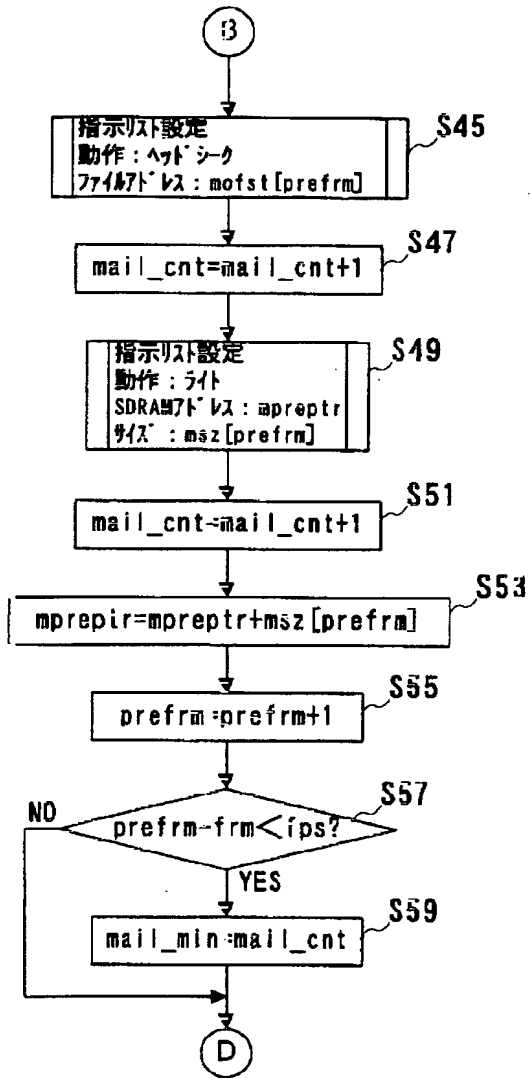 B
指示リスト設定
動作:ヘッドシーク
ファイルアドレス:mofst[prefrm]
S45
mail_cnt=mail_cnt+1
S47
指示リスト設定
動作:ライト
SDRAMアドレス:mpreptr
サイズ:msz[prefrm]
S49
mail_cnt=mail_cnt+1
S51
mpreptr=mpreptr+msz[prefrm]
S53
prefrm=prefrm+1
S55
prefrm-frm<fps?
S57
NO
YES
mail_min=mail_cnt
S59
D